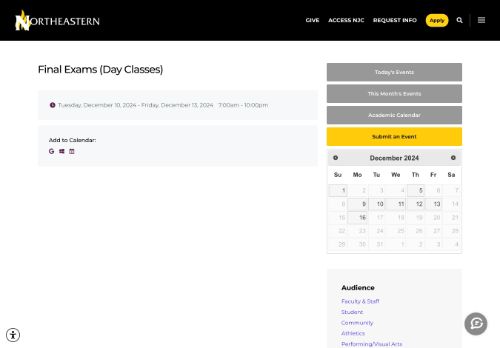 NORTHEASTERN
GIVE ACCESS NJC REQUEST INFO Apply
Final Exams (Day Classes)
Tuesday, December 10, 2024 - Friday, December 13, 2024 7:00am - 10:00pm
Add to Calendar:
Today's Events
This Month's Events
Academic Calendar
Submit an Event
December 2024
Su Mo Tu We Th Fr Sa
1 2 3 4 5 6 7
8 9 10 11 12 13 14
15 16 17 18 19 20 21
22 23 24 25 26 27 28
29 30 31 1 2 3 4
Audience
Faculty & Staff
Student
Community
Athletics
Performing/Visual Arts